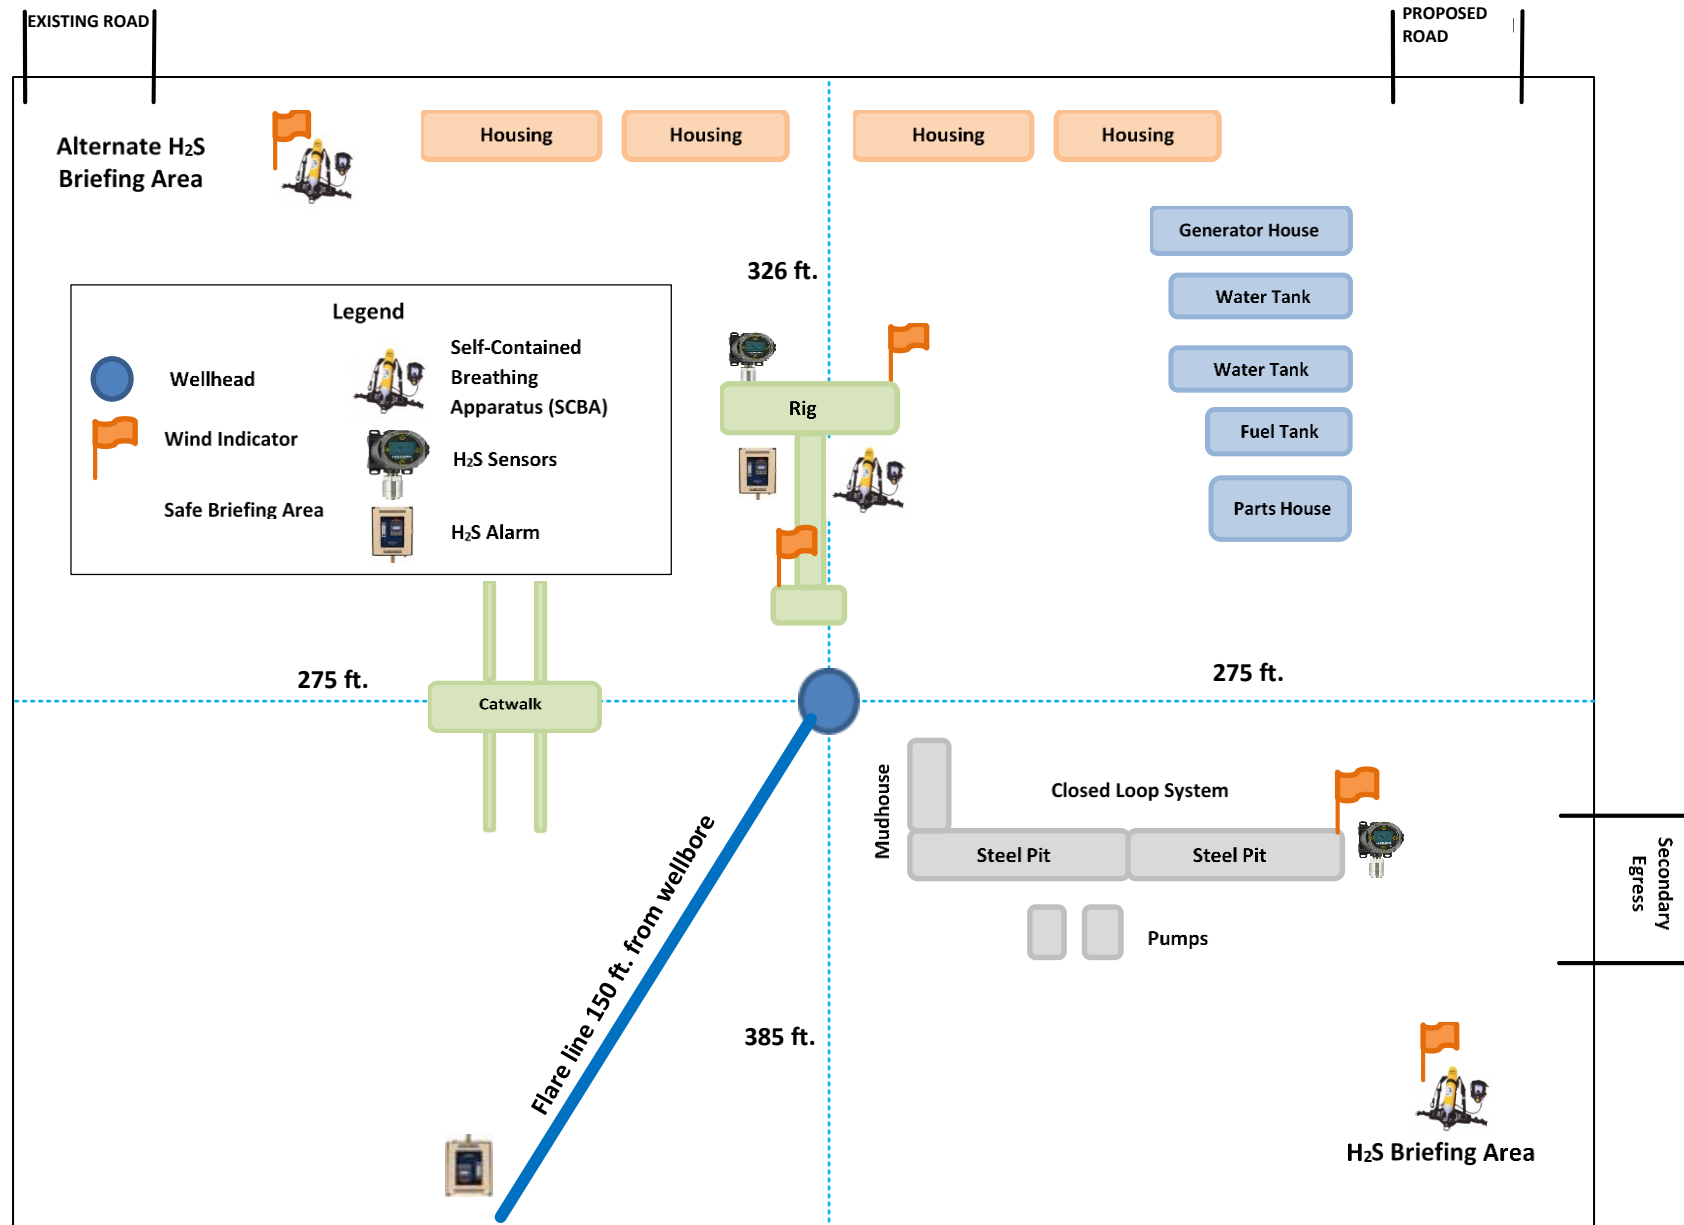 EXISTING ROAD
PROPOSED
ROAD
Alternate H2S
Briefing Area
Housing
Housing
Housing
Housing
Generator House
326 ft.
Water Tank
Legend
Self-Contained
Breathing
Apparatus (SCBA)
Wellhead
Water Tank
Rig
Wind Indicator
Fuel Tank
H2S Sensors
Safe Briefing Area
Parts House
H2S Alarm
275 ft.
275 ft.
Catwalk
Mudhouse
Closed Loop System
Steel Pit
Steel Pit
Secondary
Egress
Flare line 150 ft. from wellbore
Pumps
385 ft.
H2S Briefing Area